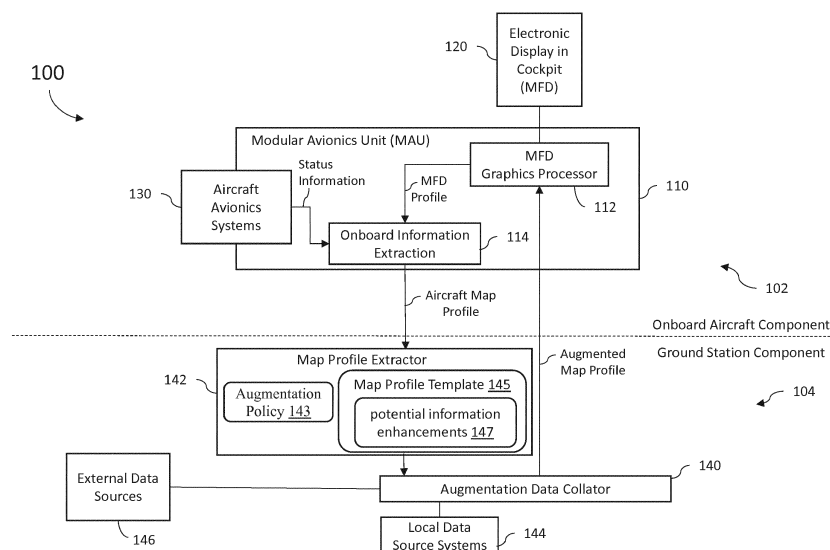 100
120
Electronic
Display in
Cockpit
(MFD)
Modular Avionics Unit (MAU)
Status
Information
130
Aircraft
Avionics
Systems
MFD
Profile
MFD
Graphics Processor
112
110
Onboard Information
Extraction
114
Aircraft Map
Profile
102
Onboard Aircraft Component
Ground Station Component
142
Map Profile Extractor
Augmentation
Policy 143
Map Profile Template 145
potential information
enhancements 147
Augmented
Map Profile
104
External Data
Sources
146
Augmentation Data Collator
140
Local Data
Source Systems
144